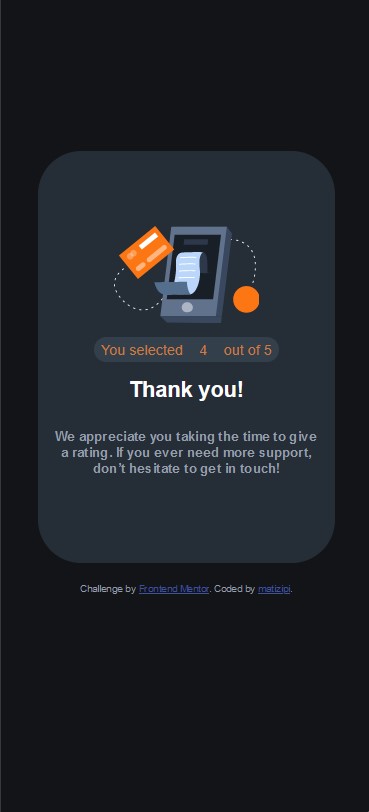 You selected 4 out of 5
Thank you!
We appreciate you taking the time to give
a rating. If you ever need more support,
don't hesitate to get in touch!
Challenge by Frontend Mentor. Coded by matizjoi.